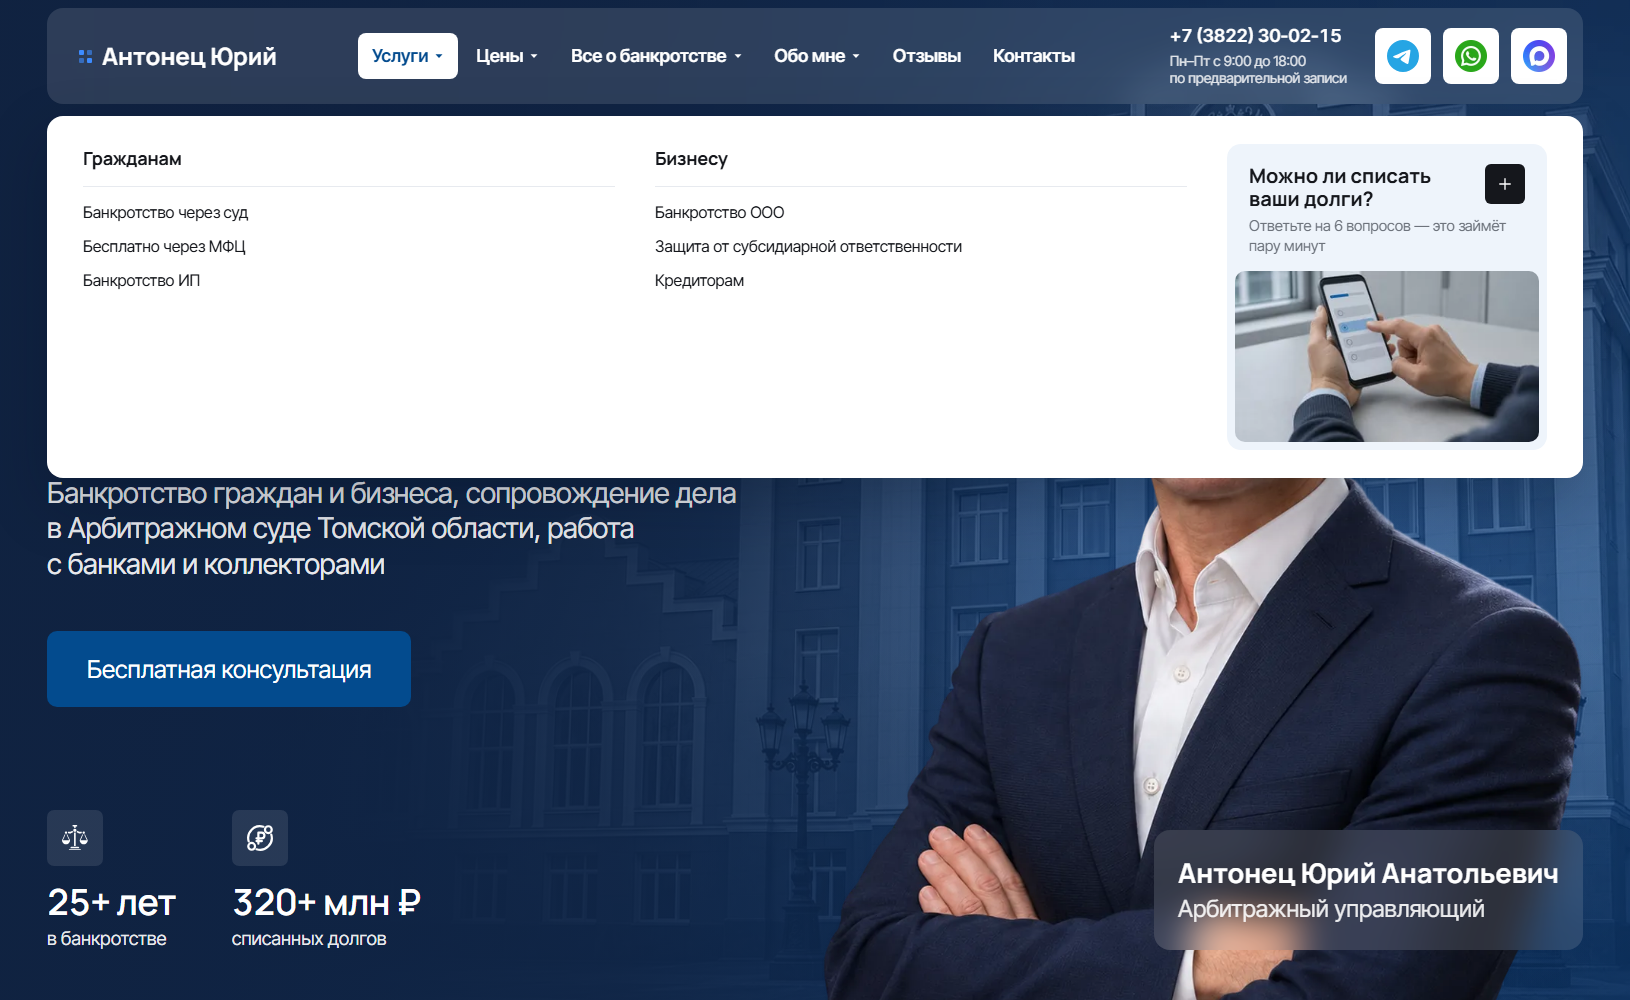 Антонец Юрий
Услуги
Цены
Все о банкротстве
Обо мне
Отзывы
Контакты
+7 (3822) 30-02-15
Пн–Пт с 9:00 до 18:00
по предварительной записи
Гражданам
Банкротство через суд
Бесплатно через МФЦ
Банкротство ИП
Бизнесу
Банкротство ООО
Защита от субсидиарной ответственности
Кредиторам
Можно ли списать
ваши долги?
Ответьте на 6 вопросов — это займёт
пару минут
Банкротство граждан и бизнеса, сопровождение дела
в Арбитражном суде Томской области, работа
с банками и коллекторами
Бесплатная консультация
25+ лет
в банкротстве
320+ млн ₽
списанных долгов
Антонец Юрий Анатольевич
Арбитражный управляющий